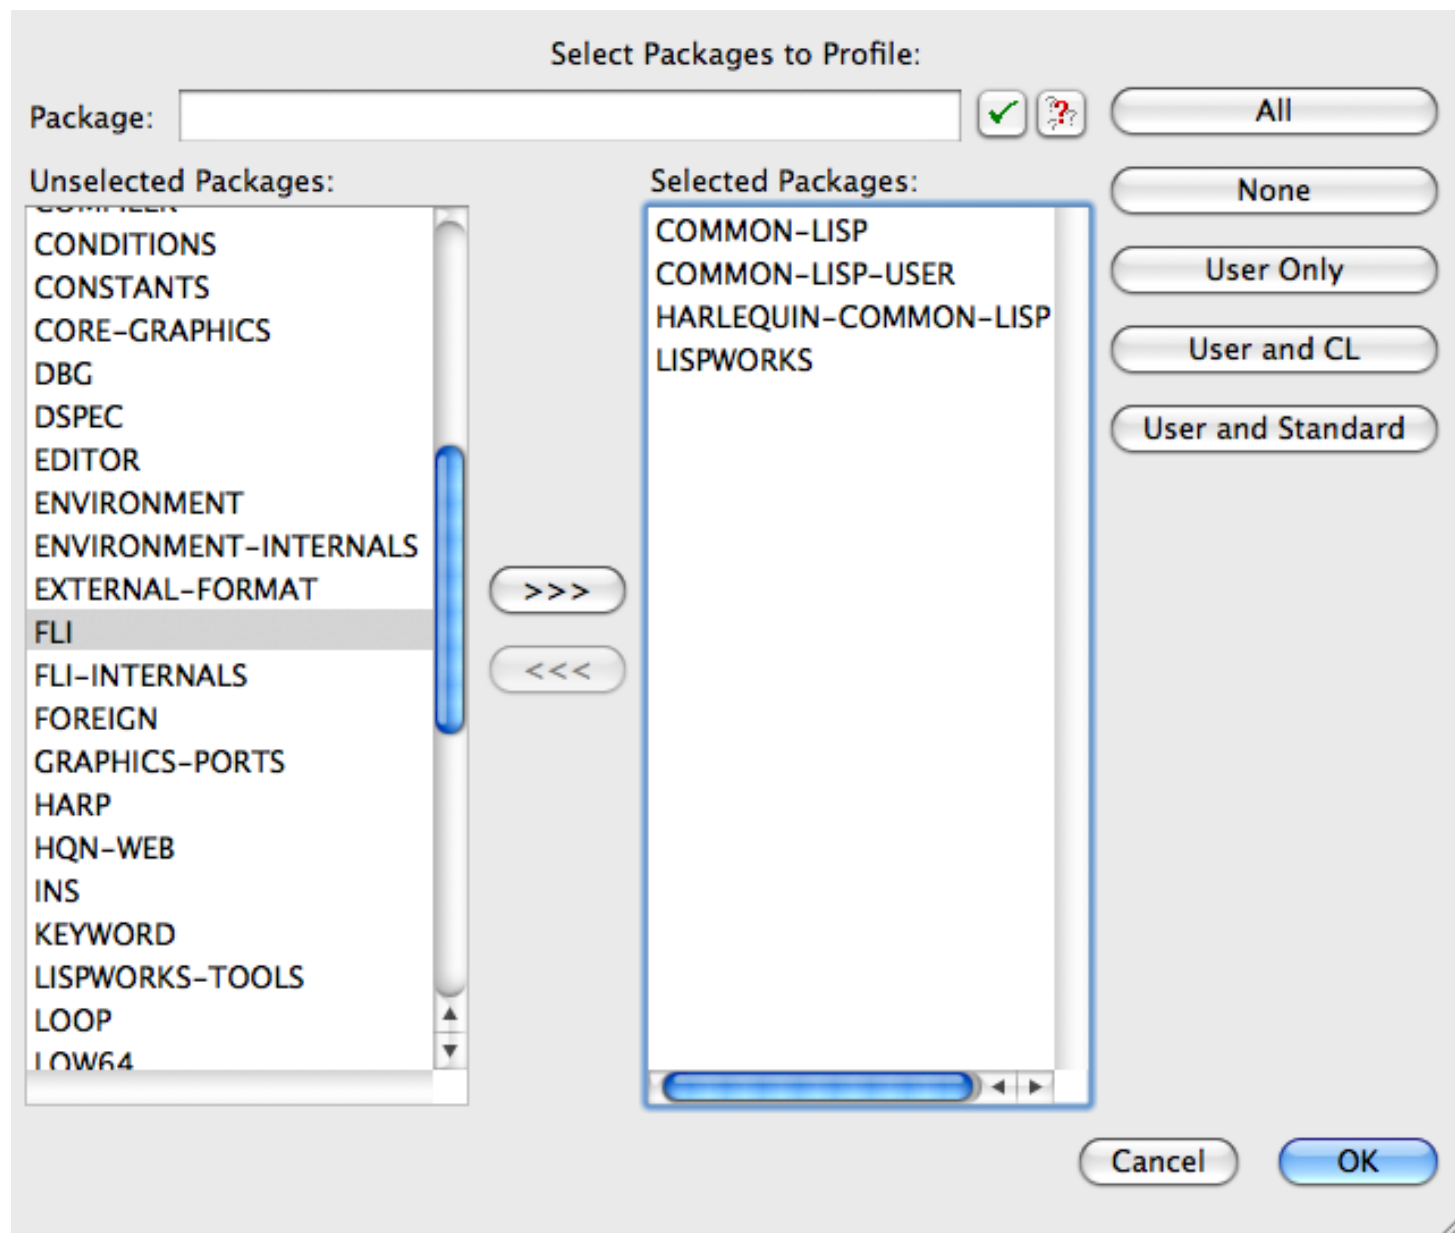 Select Packages to Profile:
Package:
All
Unselected Packages:
Selected Packages:
None
User Only
User and CL
User and Standard
COMPILER
CONDITIONS
CONSTANTS
CORE-GRAPHICS
DBG
DSPEC
EDITOR
ENVIRONMENT
ENVIRONMENT-INTERNALS
EXTERNAL-FORMAT
FLI
FLI-INTERNALS
FOREIGN
GRAPHICS-PORTS
HARP
HQN-WEB
INS
KEYWORD
LISPWORKS-TOOLS
LOOP
LOW64
>>>
<<<
COMMON-LISP
COMMON-LISP-USER
HARLEQUIN-COMMON-LISP
LISPWORKS
Cancel
OK